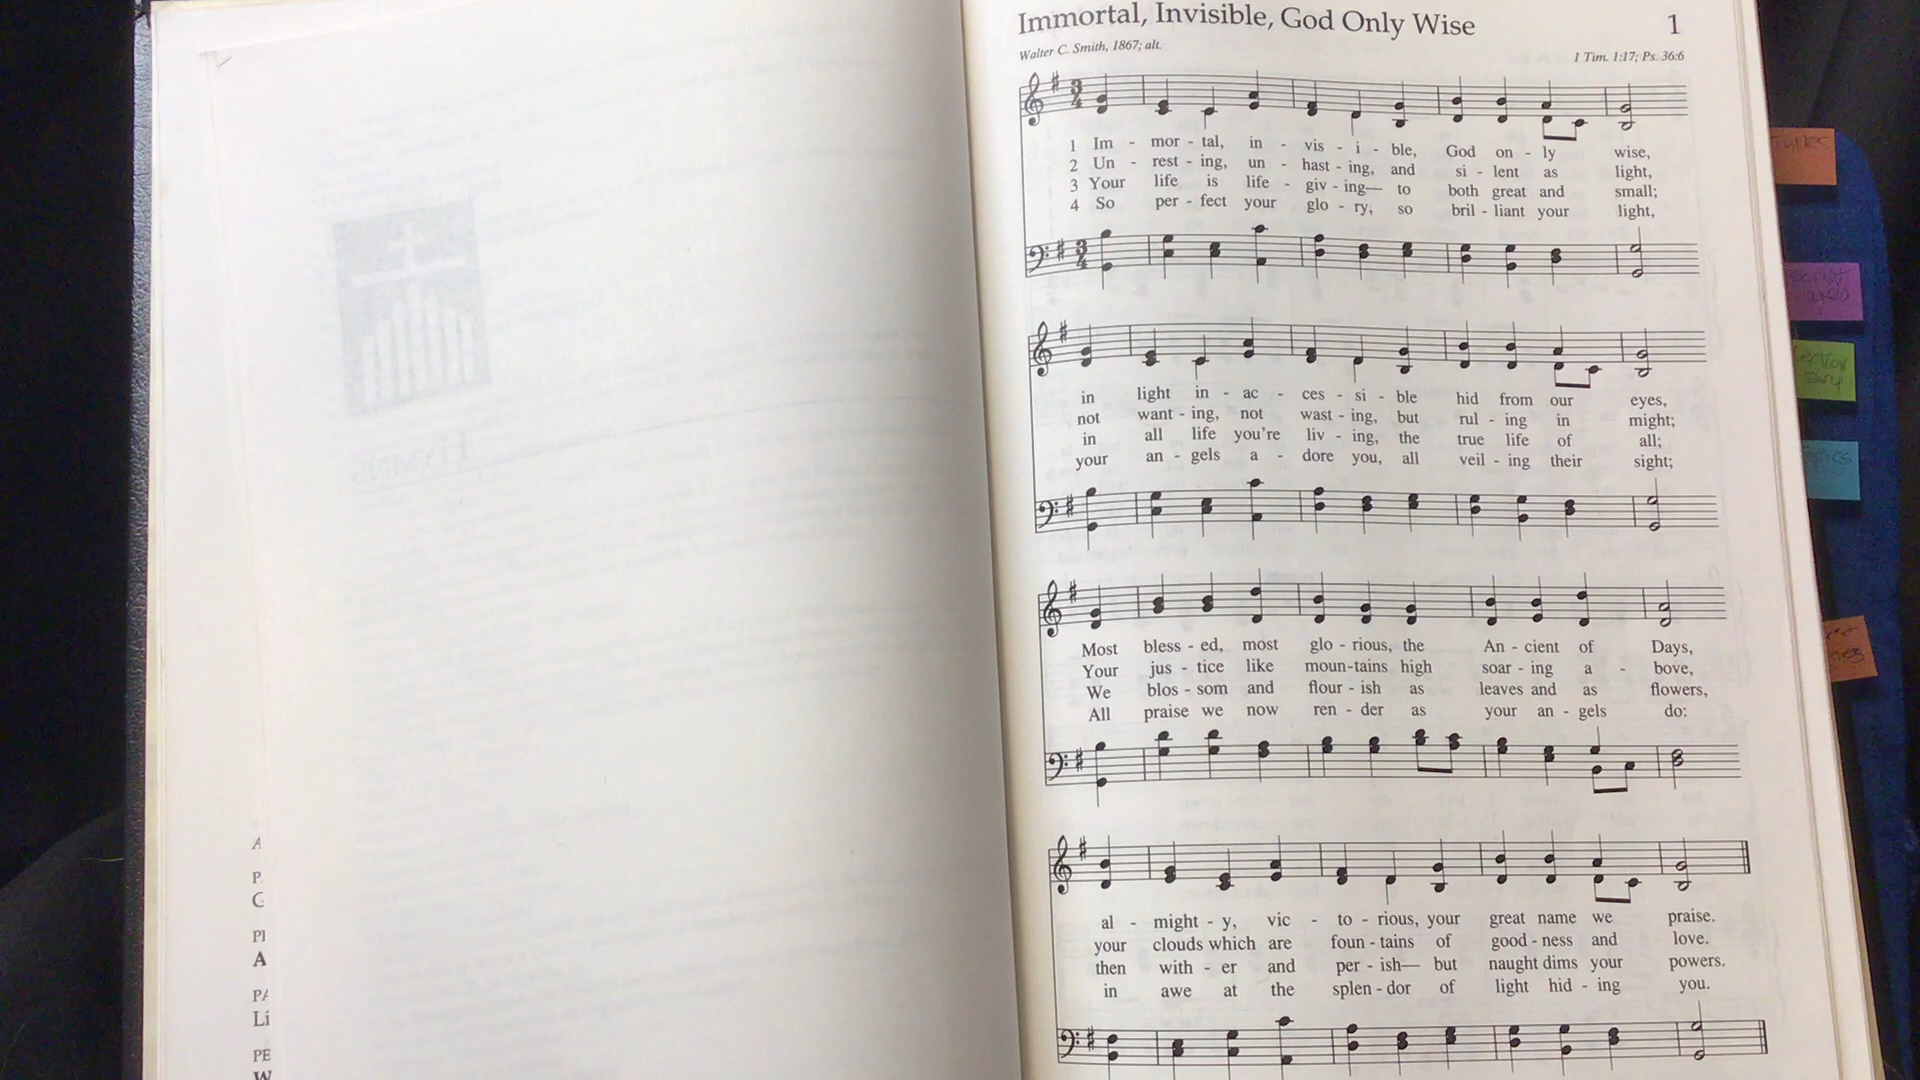 A
P
G
PI
A
PA
Li
PE
W
HYMNS
Immortal, Invisible, God Only Wise 1
Walter C. Smith, 1867; alt. 1 Tim. 1:17; Ps. 36:6
1 Im - mor - tal, in - vis - i - ble, God on - ly wise,
2 Un - rest - ing, un - hast - ing, and si - lent as light,
3 Your life is life - giv - ing— to both great and small;
4 So per - fect your glo - ry, so bril - liant your light,
in light in - ac - ces - si - ble hid from our eyes,
not want - ing, not wast - ing, but rul - ing in might;
in all life you're liv - ing, the true life of all;
your an - gels a - dore you, all veil - ing their sight;
Most bless - ed, most glo - rious, the An - cient of Days,
Your jus - tice like moun - tains high soar - ing a - bove,
We blos - som and flour - ish as leaves and as flowers,
All praise we now ren - der as your an - gels do:
al - might - y, vic - to - rious, your great name we praise.
your clouds which are foun - tains of good - ness and love.
then with - er and per - ish— but naught dims your powers.
in awe at the splen - dor of light hid - ing you.